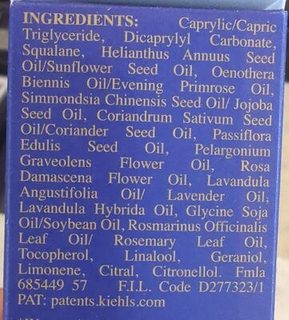 INGREDIENTS: Caprylic/Capric
Triglyceride, Dicaprylyl Carbonate,
Squalane, Helianthus Annuus Seed
Oil/Sunflower Seed Oil, Oenothera
Biennis Oil/Evening Primrose Oil,
Simmondsia Chinensis Seed Oil/ Jojoba
Seed Oil, Coriandrum Sativum Seed
Oil/Coriander Seed Oil, Passiflora
Edulis Seed Oil, Pelargonium
Graveolens Flower Oil, Rosa
Damascena Flower Oil, Lavandula
Angustifolia Oil/ Lavender Oil,
Lavandula Hybrida Oil, Glycine Soja
Oil/Soybean Oil, Rosmarinus Officinalis
Leaf Oil/ Rosemary Leaf Oil,
Tocopherol, Linalool, Geraniol,
Limonene, Citral, Citronellol. Fmla
685449 57 F.I.L. Code D277323/1
PAT: patents.kiehls.com